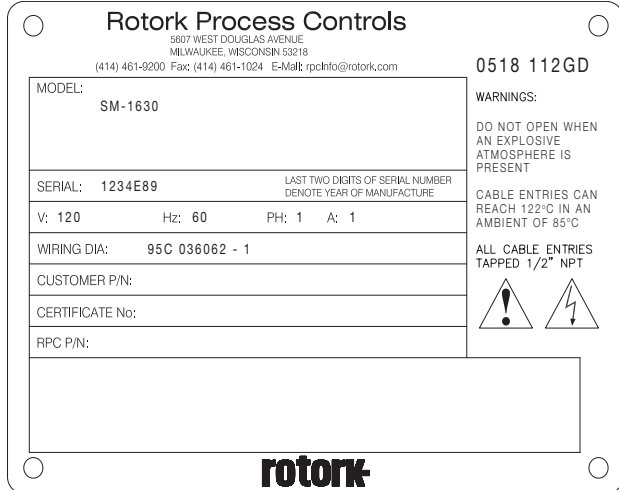 Rotork Process Controls
5607 WEST DOUGLAS AVENUE
MILWAUKEE, WISCONSIN 53218
(414) 461-9200 Fax: (414) 461-1024 E-Mail: rpcinfo@rotork.com
0518 112GD
MODEL:
SM-1630
SERIAL: 1234E89
LAST TWO DIGITS OF SERIAL NUMBER
DENOTE YEAR OF MANUFACTURE
V: 120 Hz: 60 PH: 1 A: 1
WIRING DIA: 95C 036062 - 1
CUSTOMER P/N:
CERTIFICATE No:
RPC P/N:
WARNINGS:
DO NOT OPEN WHEN
AN EXPLOSIVE
ATMOSPHERE IS
PRESENT
CABLE ENTRIES CAN
REACH 122°C IN AN
AMBIENT OF 85°C
ALL CABLE ENTRIES
TAPPED 1/2" NPT
rotork